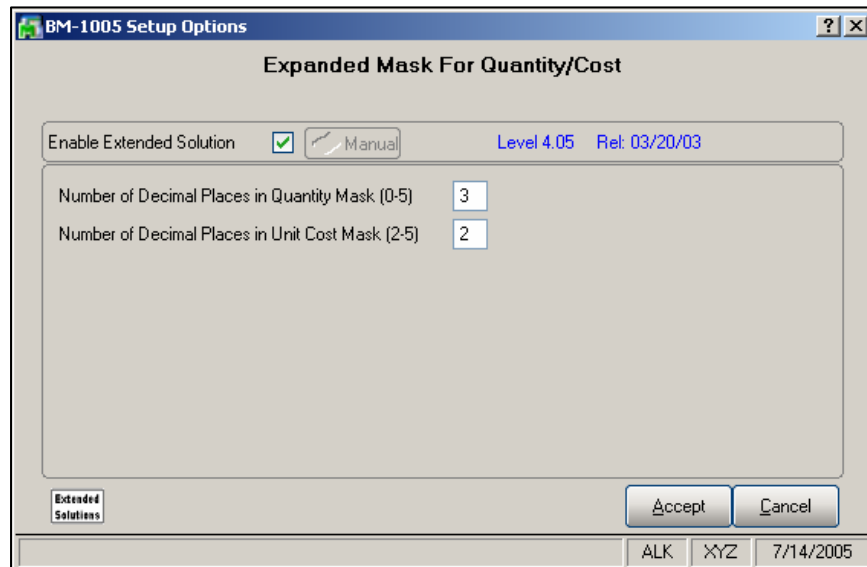 BM-1005 Setup Options
Expanded Mask For Quantity/Cost
Enable Extended Solution Manual Level 4.05 Rel: 03/20/03
Number of Decimal Places in Quantity Mask (0-5) 3
Number of Decimal Places in Unit Cost Mask (2-5) 2
Extended
Solutions
Accept Cancel
ALK XYZ 7/14/2005